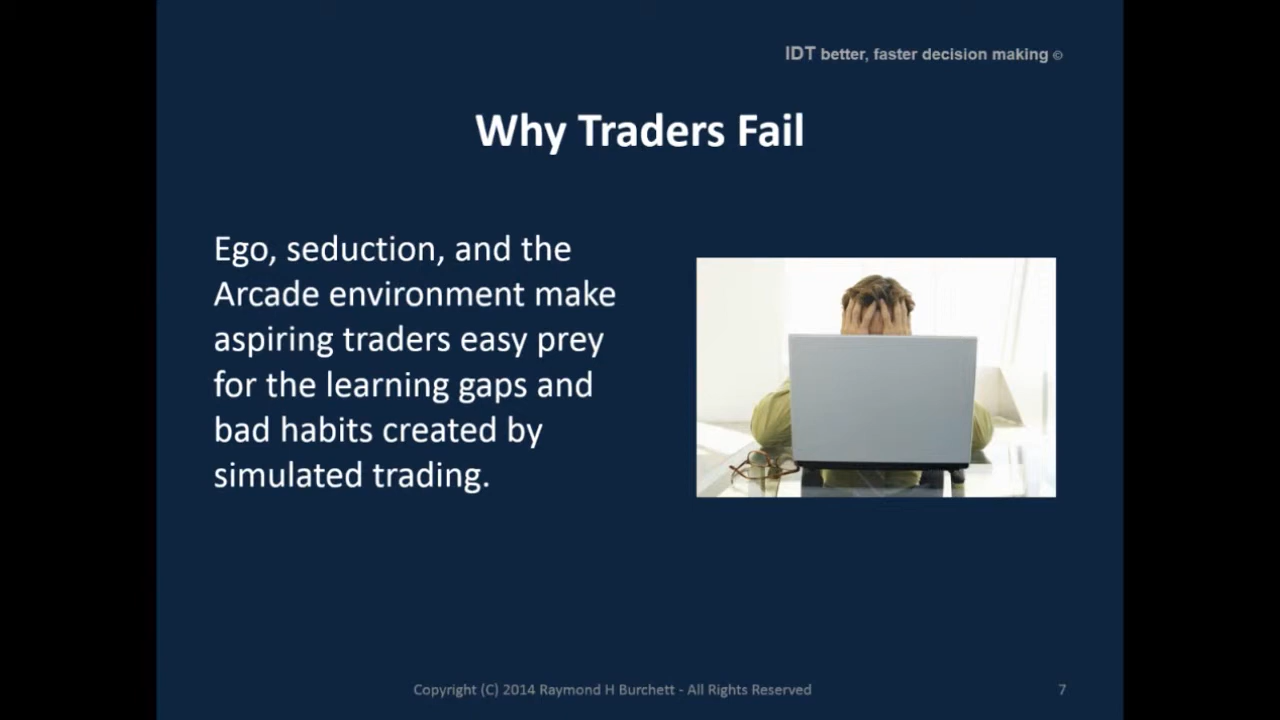 IDT better, faster decision making ©
Why Traders Fail
Ego, seduction, and the
Arcade environment make
aspiring traders easy prey
for the learning gaps and
bad habits created by
simulated trading.
Copyright (C) 2014 Raymond H Burchett - All Rights Reserved
7